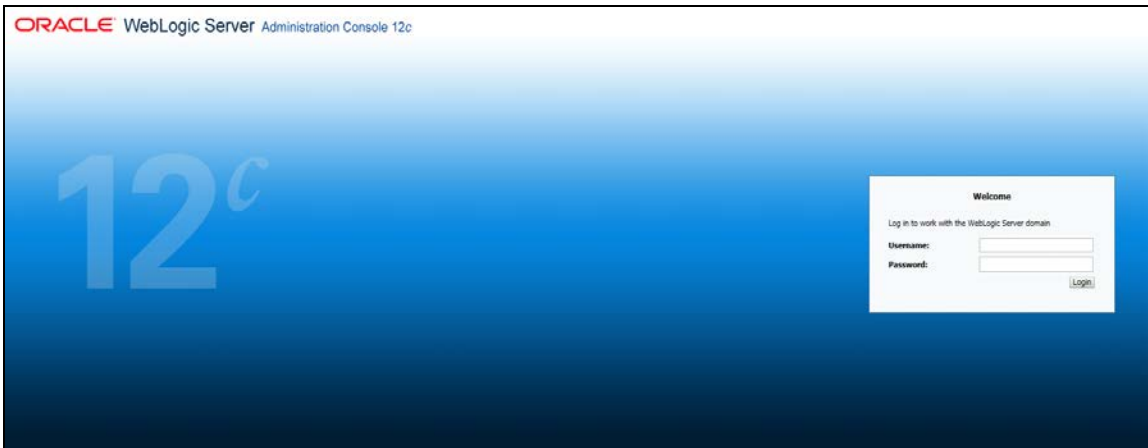 ORACLE WebLogic Server Administration Console 12c
12c
Welcome
Log in to work with the WebLogic Server domain
Username:
Password:
Login